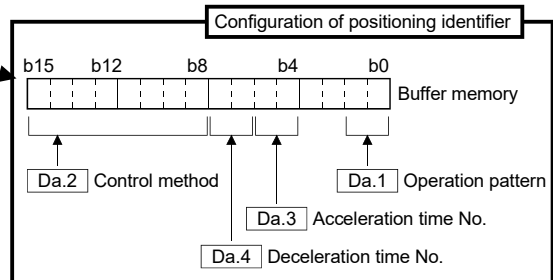 Configuration of positioning identifier
b15 b12 b8 b4 b0
Buffer memory
Da.2 Control method
Da.1 Operation pattern
Da.3 Acceleration time No.
Da.4 Deceleration time No.